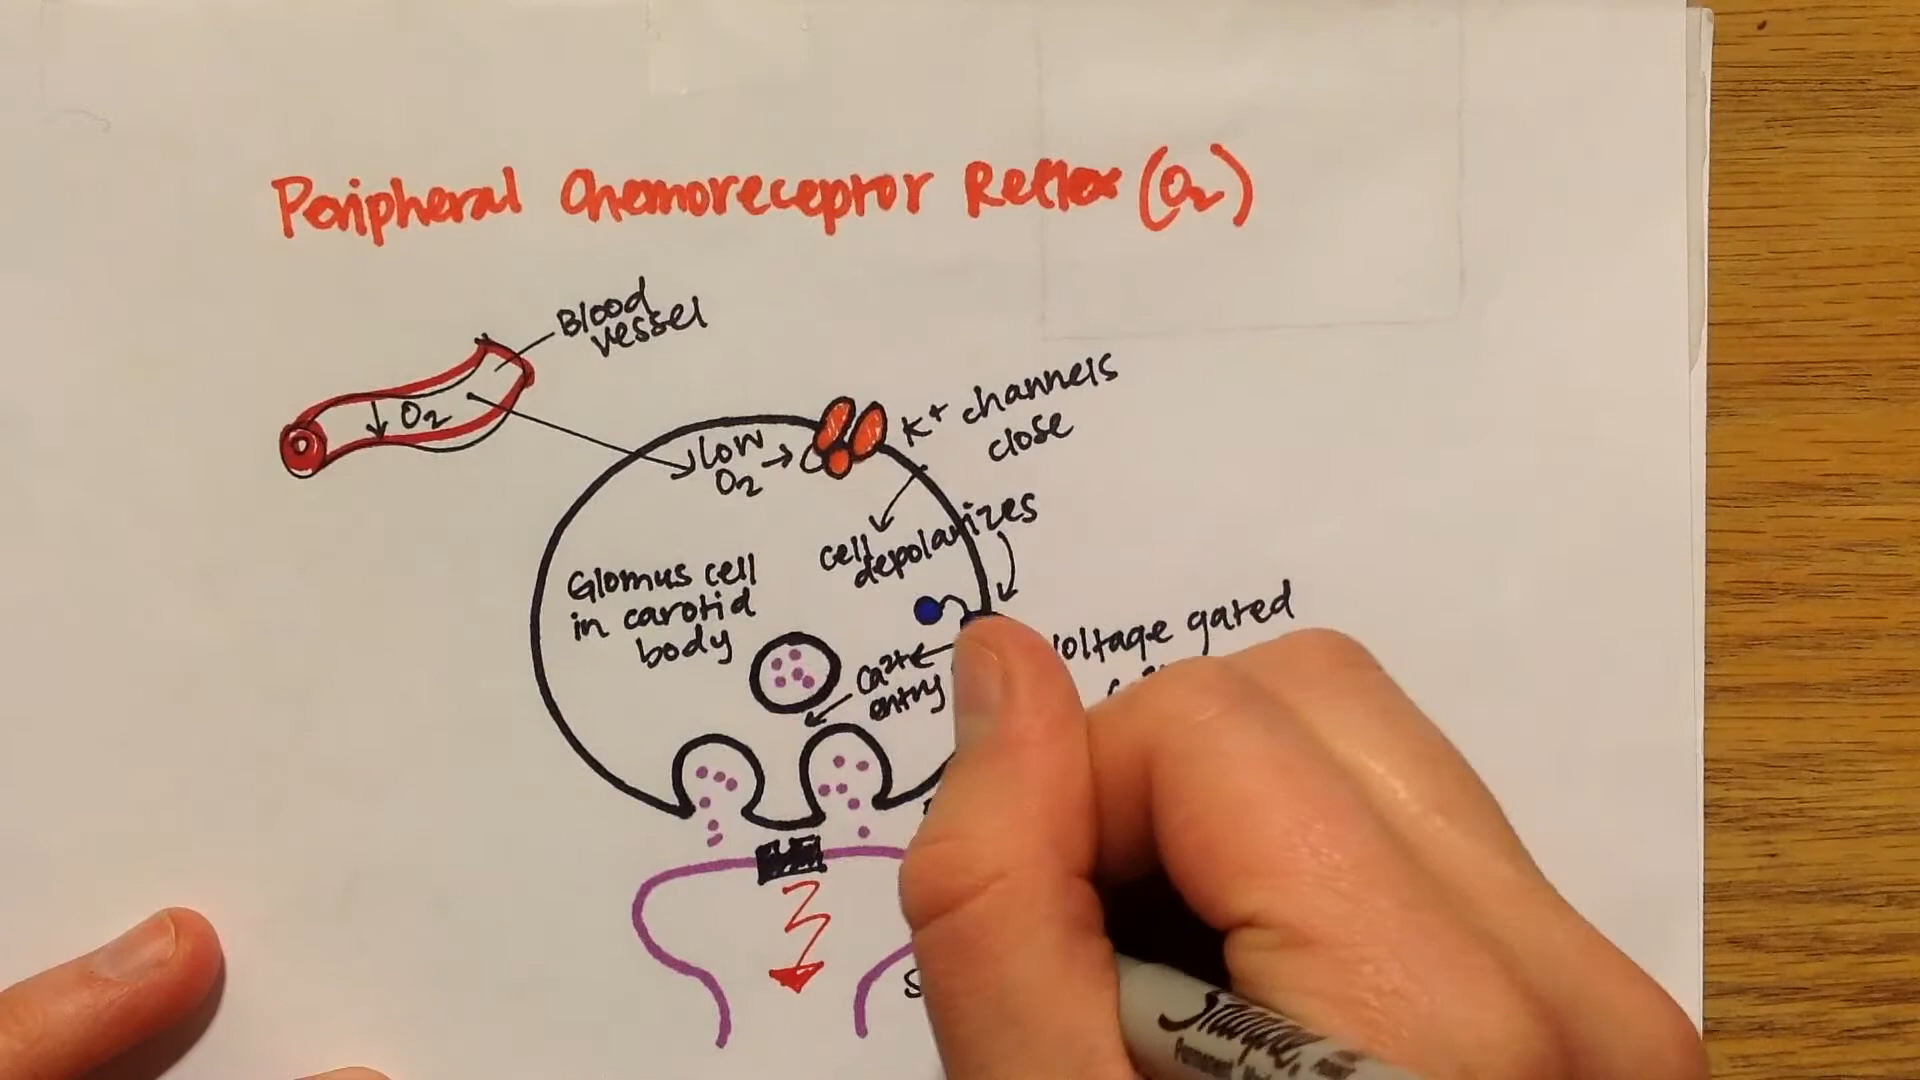 Peripheral Chemoreceptor Reflex (O2)
Blood
vessel
↓ O2
Low
O2 →
K+ channels
close
cell
depolarizes
Glomus cell
in carotid
body
Ca2+
entry
voltage gated
Sharpie